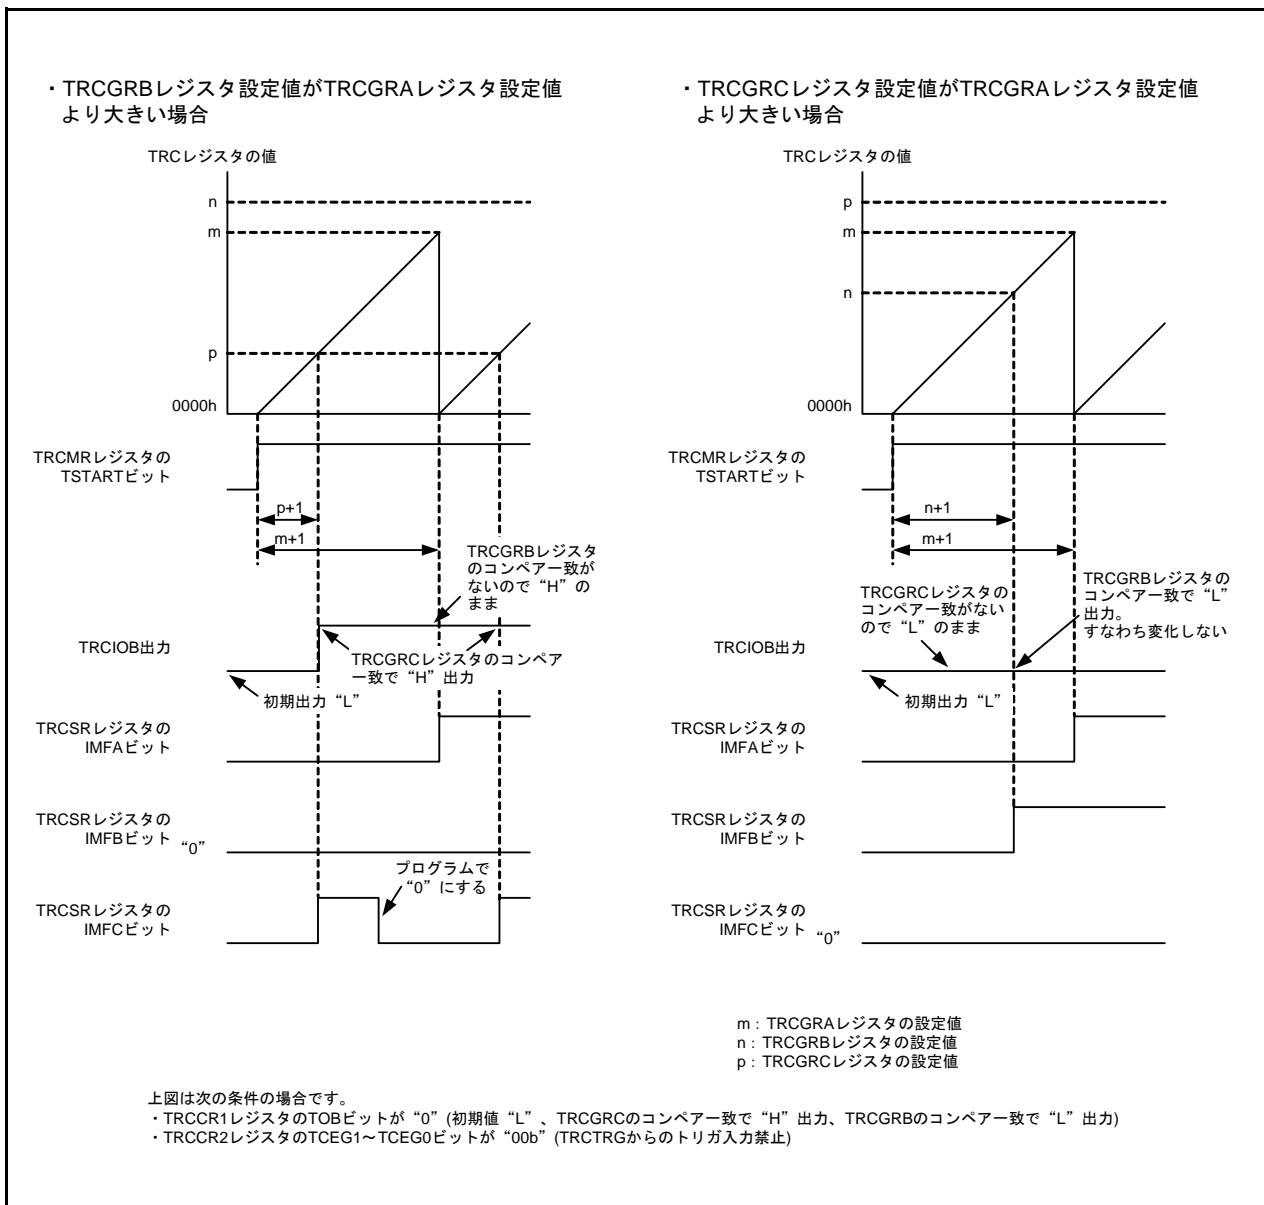 ・TRCGRBレジスタ設定値がTRCGRAレジスタ設定値
より大きい場合
TRCレジスタの値
n
m
p
0000h
TRCMRレジスタの
TSTARTビット
p+1
m+1
TRCGRBレジスタ
のコンペア一致が
ないので“H”の
まま
TRCIOB出力
TRCGRCレジスタのコンペア
一致で“H”出力
初期出力“L”
TRCSRレジスタの
IMFAビット
TRCSRレジスタの
IMFBビット
“0”
プログラムで
“0”にする
TRCSRレジスタの
IMFCビット
・TRCGRCレジスタ設定値がTRCGRAレジスタ設定値
より大きい場合
TRCレジスタの値
p
m
n
0000h
TRCMRレジスタの
TSTARTビット
n+1
m+1
TRCGRCレジスタの
コンペア一致がない
ので“L”のまま
TRCGRBレジスタの
コンペア一致で“L”
出力。
すなわち変化しない
TRCIOB出力
初期出力“L”
TRCSRレジスタの
IMFAビット
TRCSRレジスタの
IMFBビット
TRCSRレジスタの
IMFCビット
“0”
m：TRCGRAレジスタの設定値
n：TRCGRBレジスタの設定値
p：TRCGRCレジスタの設定値
上図は次の条件の場合です。
・TRCCR1レジスタのTOBビットが“0”(初期値“L”、TRCGRCのコンペア一致で“H”出力、TRCGRBのコンペア一致で“L”出力)
・TRCCR2レジスタのTCEG1～TCEG0ビットが“00b”(TRCTRGからのトリガ入力禁止)